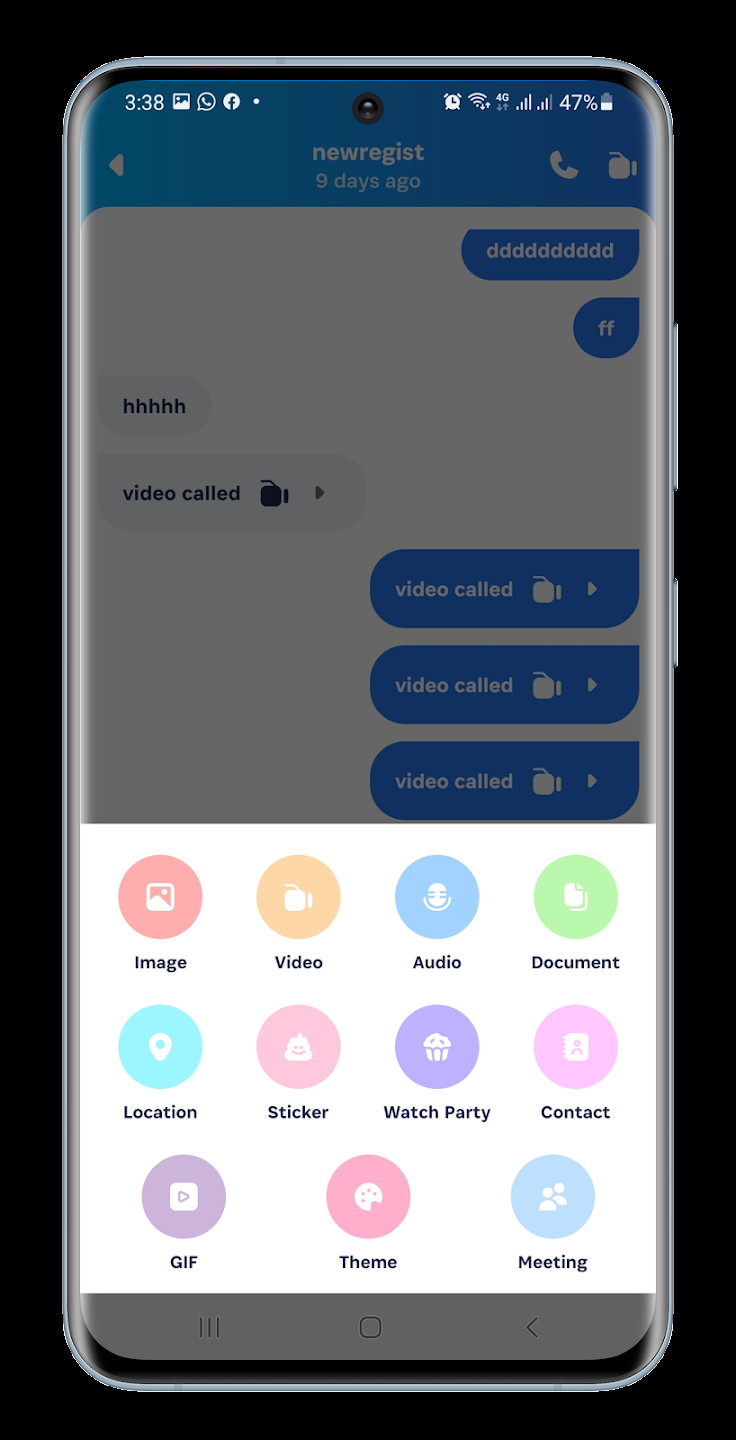 3:38 4G 47%
newregist
9 days ago
dddddddddd
ff
hhhhh
video called
video called
video called
video called
Image Video Audio Document
Location Sticker Watch Party Contact
GIF Theme Meeting